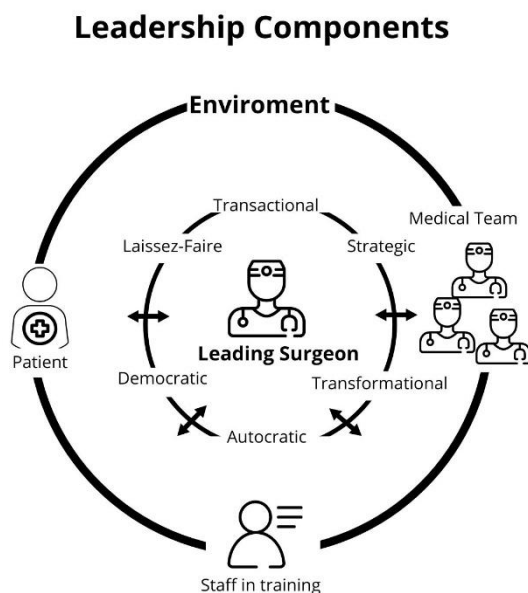 Leadership Components
Enviroment
Transactional
Medical Team
Laissez-Faire
Strategic
Leading Surgeon
Patient
Democratic
Transformational
Autocratic
Staff in training